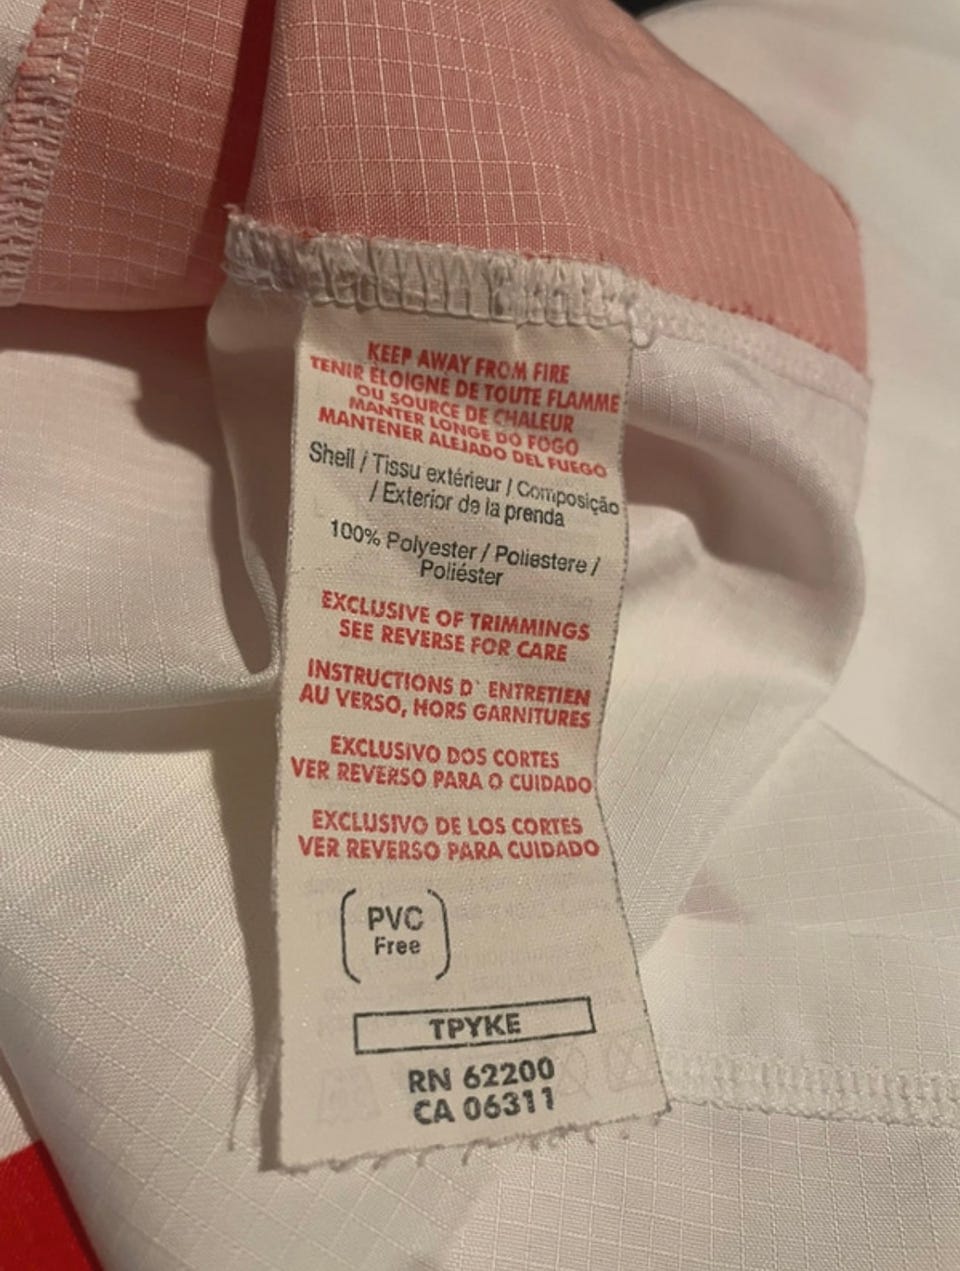 KEEP AWAY FROM FIRE
TENIR ÉLOIGNE DE TOUTE FLAMME
OU SOURCE DE CHALEUR
MANTER LONGE DO FOGO
MANTENER ALEJADO DEL FUEGO
Shell / Tissu extérieur / Composição
/ Exterior de la prenda
100% Polyester / Poliestere /
Poliéster
EXCLUSIVE OF TRIMMINGS
SEE REVERSE FOR CARE
INSTRUCTIONS D' ENTRETIEN
AU VERSO, HORS GARNITURES
EXCLUSIVO DOS CORTES
VER REVERSO PARA O CUIDADO
EXCLUSIVO DE LOS CORTES
VER REVERSO PARA CUIDADO
PVC
Free
TPYKE
RN 62200
CA 06311